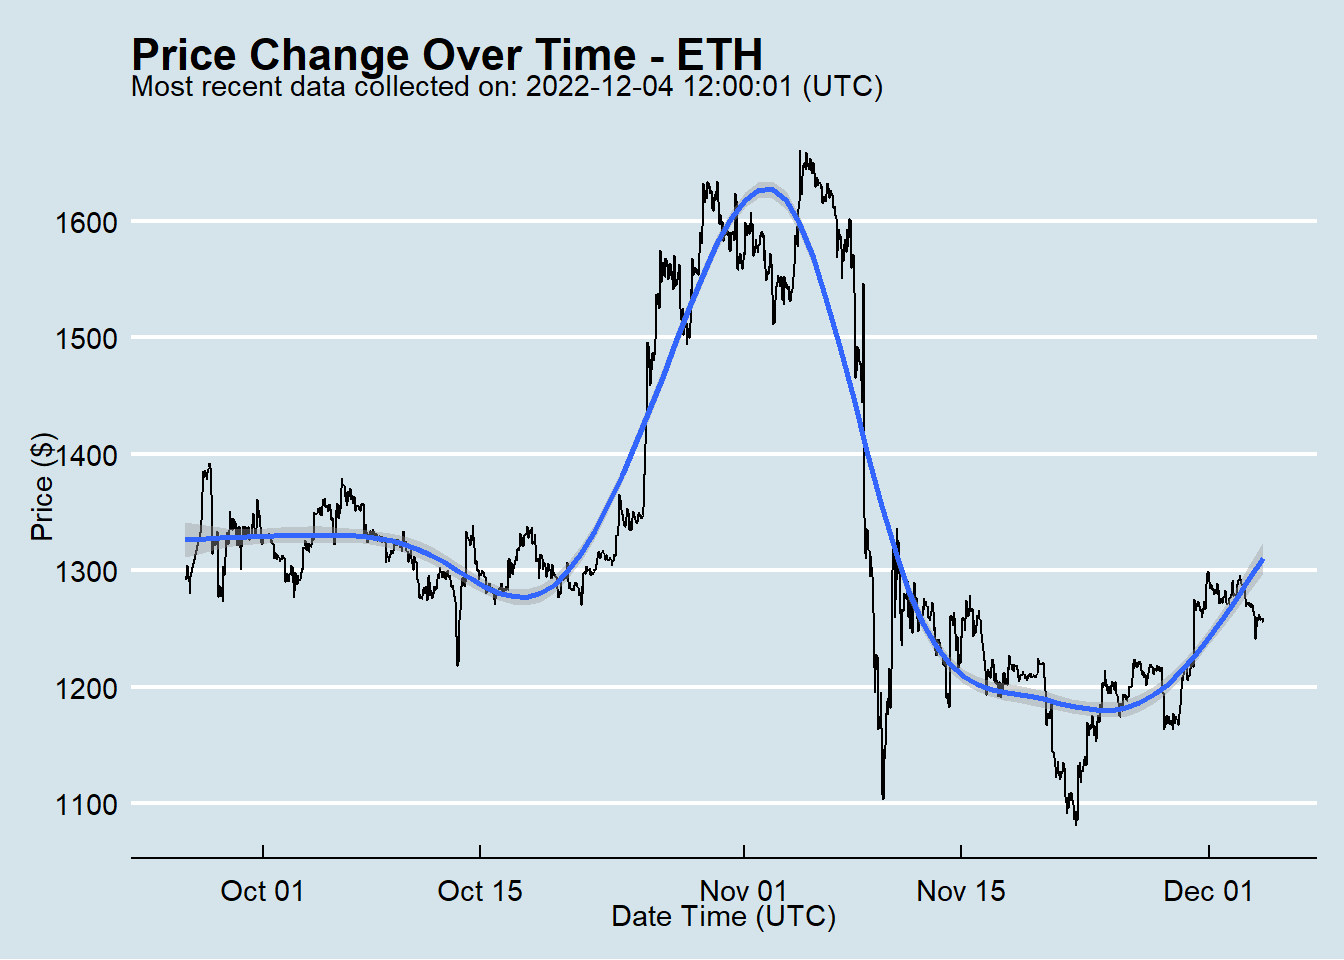 Price Change Over Time - ETH
Most recent data collected on: 2022-12-04 12:00:01 (UTC)
Price ($)
1600
1500
1400
1300
1200
1100
Oct 01
Oct 15
Nov 01
Nov 15
Dec 01
Date Time (UTC)